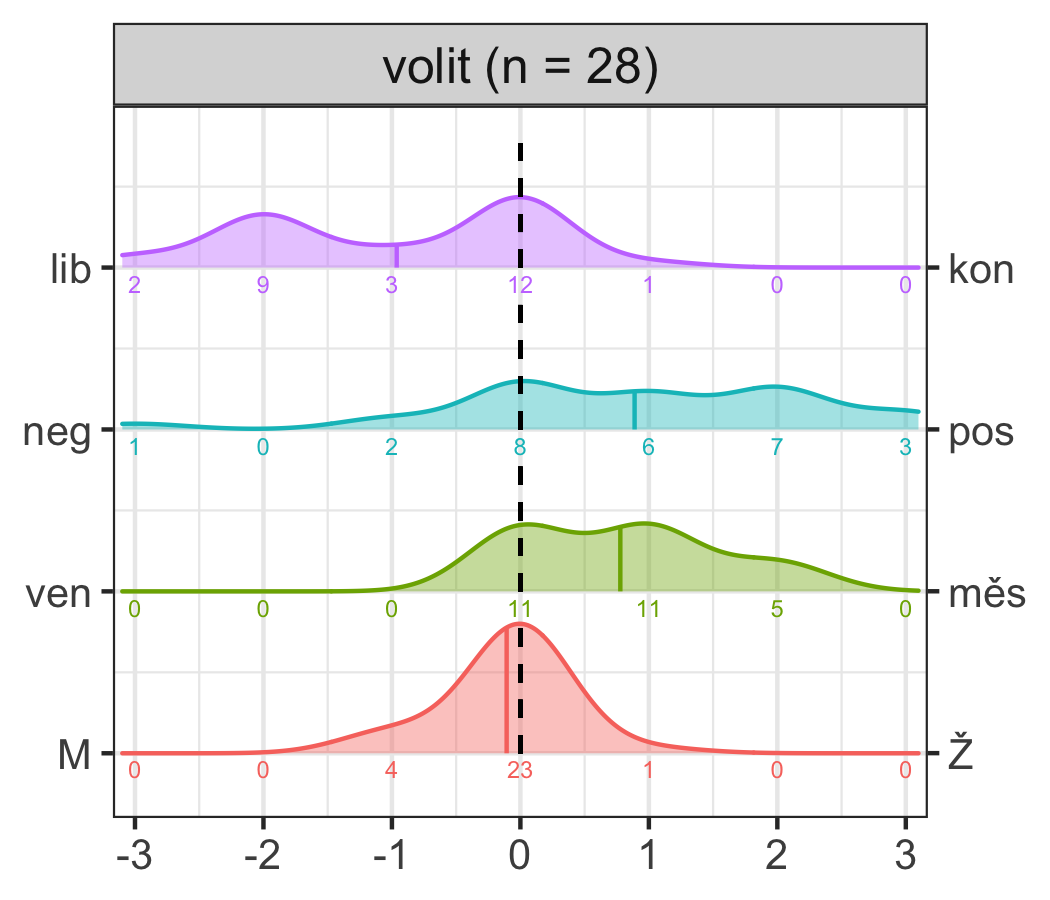 volit (n = 28)
lib kon
2 9 3 12 1 0 0
neg pos
1 0 2 8 6 7 3
ven měs
0 0 0 11 11 5 0
M Ž
0 0 4 23 1 0 0
-3 -2 -1 0 1 2 3